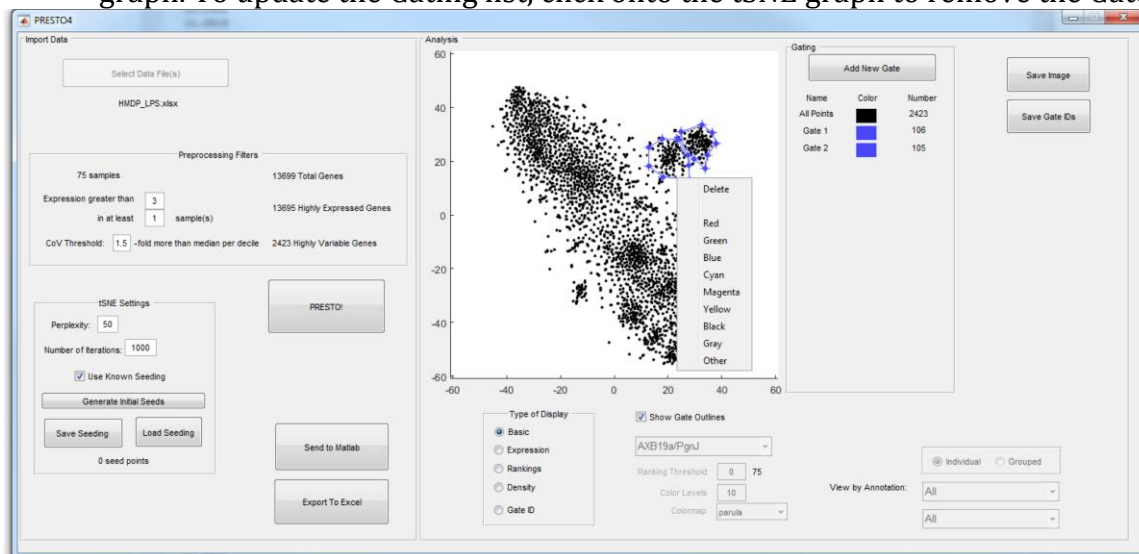 graph. To update the Gating list, click onto the tSNE graph to remove the Gate
PRESTO4
Import Data
Select Data File(s)
HMDP_LPS.xlsx
Preprocessing Filters
75 samples
13699 Total Genes
Expression greater than 3
in at least 1 sample(s)
13695 Highly Expressed Genes
CoV Threshold: 1.5 -fold more than median per decile
2423 Highly Variable Genes
tSNE Settings
Perplexity: 50
Number of Iterations: 1000
Use Known Seeding
Generate Initial Seeds
Save Seeding
Load Seeding
0 seed points
PRESTO!
Send to Matlab
Export To Excel
Analysis
60
40
20
0
-20
-40
-60
-60 -40 -20 0 20 40 60
Delete
Red
Green
Blue
Cyan
Magenta
Yellow
Black
Gray
Other
Type of Display
Basic
Expression
Rankings
Density
Gate ID
Show Gate Outlines
AXB19a/PgnJ
Ranking Threshold 0 75
Color Levels 10
Colormap parula
Gating
Add New Gate
Name Color Number
All Points 2423
Gate 1 106
Gate 2 105
Save Image
Save Gate IDs
Individual Grouped
View by Annotation: All
All